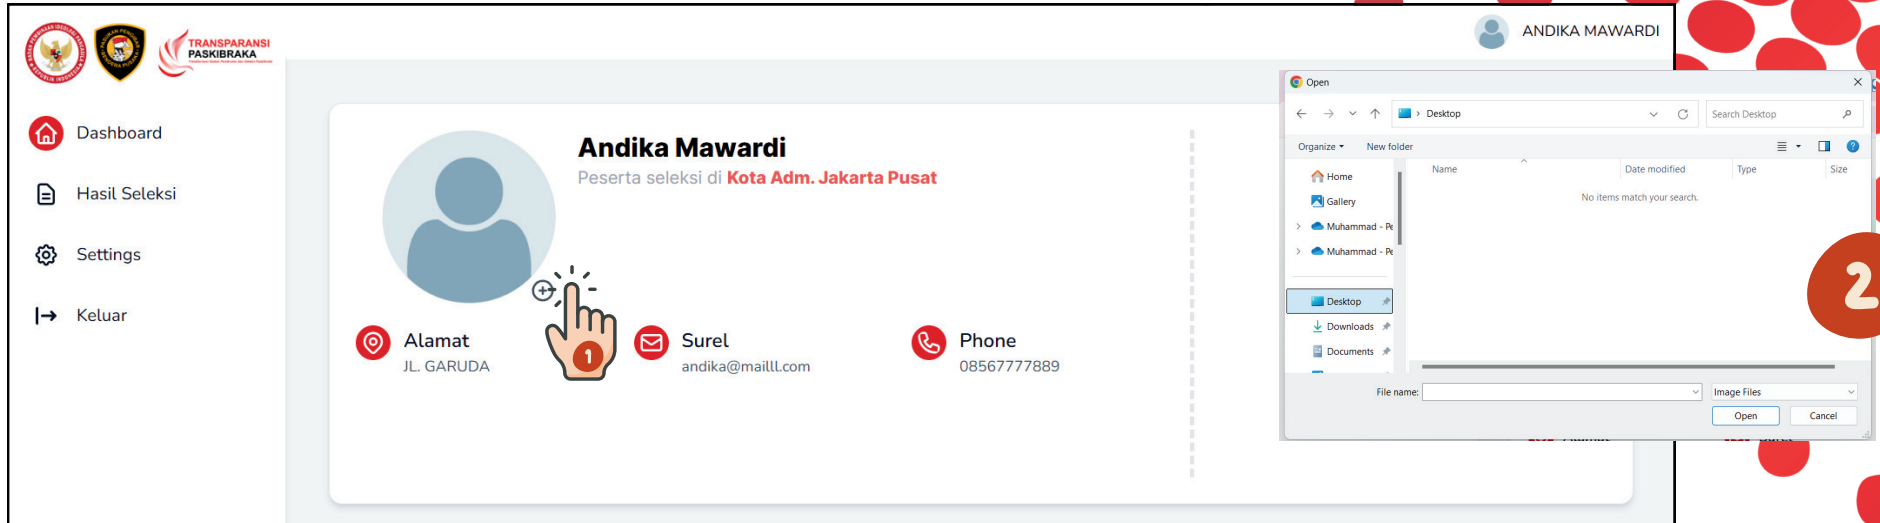 TRANSPARANSI
PASKIBRAKA
ANDIKA MAWARDI
Dashboard
Hasil Seleksi
Settings
Keluar
Andika Mawardi
Peserta seleksi di Kota Adm. Jakarta Pusat
1
Alamat
JL. GARUDA
Surel
andika@mailll.com
Phone
08567777889
Open
Desktop
Search Desktop
Organize
New folder
Name
Date modified
Type
Size
No items match your search.
Home
Gallery
Muhammad - Pe
Muhammad - Pe
Desktop
Downloads
Documents
File name:
Image Files
Open
Cancel
2